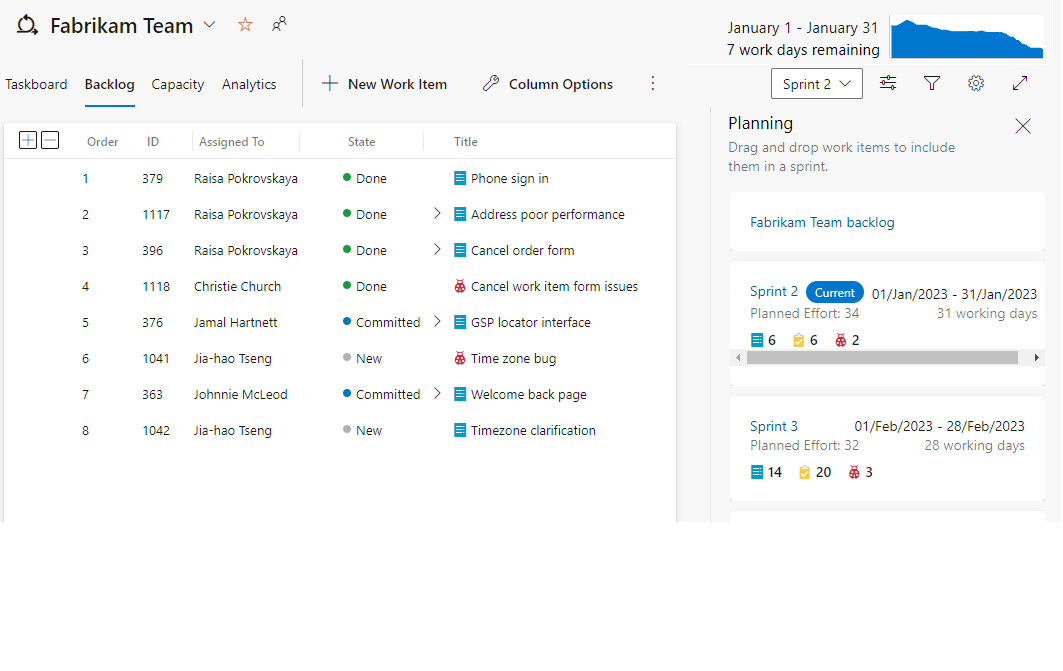 Fabrikam Team
January 1 - January 31
7 work days remaining
Taskboard Backlog Capacity Analytics New Work Item Column Options Sprint 2
Order ID Assigned To State Title
1 379 Raisa Pokrovskaya Done Phone sign in
2 1117 Raisa Pokrovskaya Done Address poor performance
3 396 Raisa Pokrovskaya Done Cancel order form
4 1118 Christie Church Done Cancel work item form issues
5 376 Jamal Hartnett Committed GSP locator interface
6 1041 Jia-hao Tseng New Time zone bug
7 363 Johnnie McLeod Committed Welcome back page
8 1042 Jia-hao Tseng New Timezone clarification
Planning
Drag and drop work items to include
them in a sprint.
Fabrikam Team backlog
Sprint 2 Current 01/Jan/2023 - 31/Jan/2023
Planned Effort: 34 31 working days
6 6 2
Sprint 3 01/Feb/2023 - 28/Feb/2023
Planned Effort: 32 28 working days
14 20 3